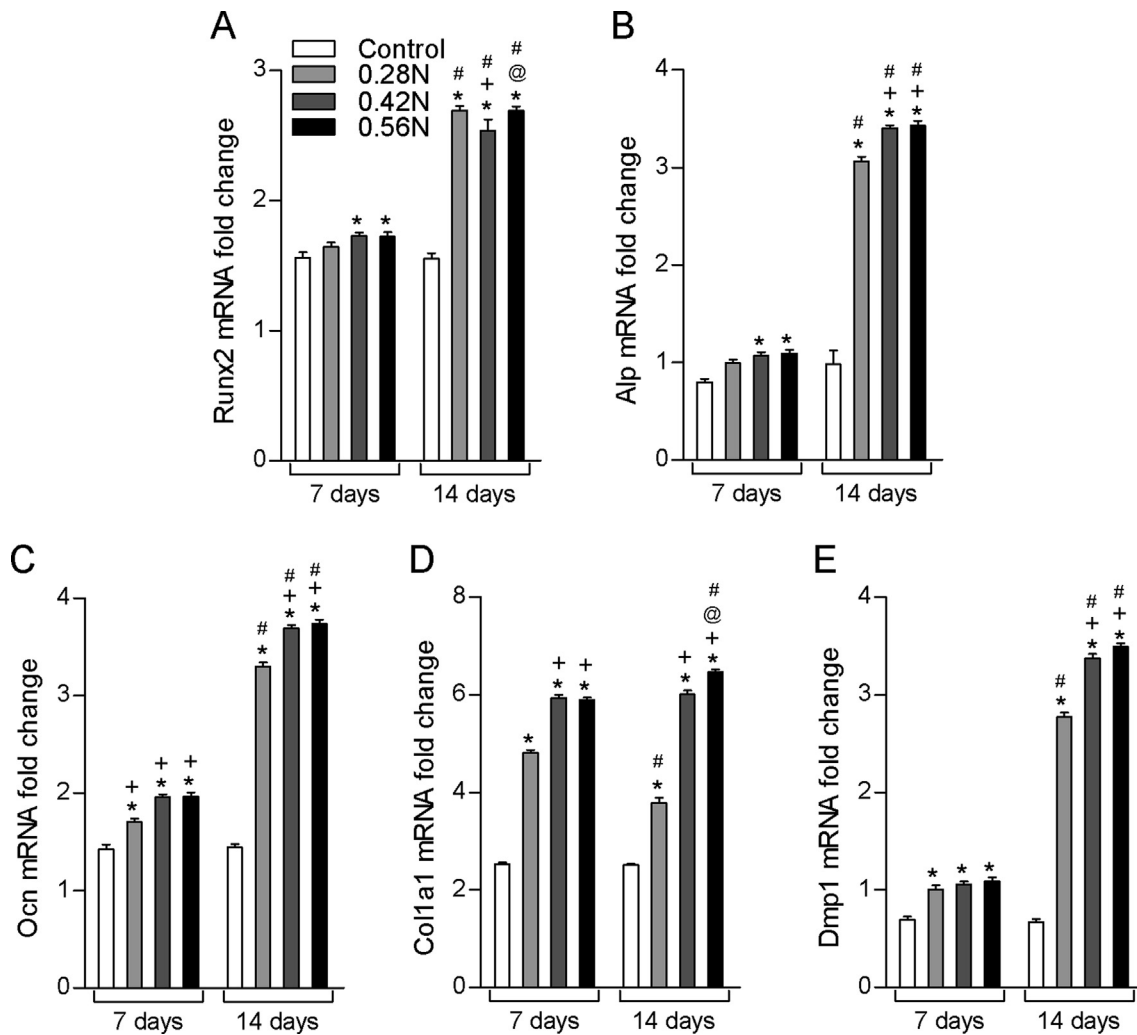 A
Control
0.28N
0.42N
0.56N
Runx2 mRNA fold change
3
2
1
0
* *
# # #
+ @
* * *
7 days 14 days
B
Alp mRNA fold change
4
3
2
1
0
* *
# # #
+ +
* * *
7 days 14 days
C
Ocn mRNA fold change
4
3
2
1
0
+ + +
* * *
# # #
+ +
* * *
7 days 14 days
D
Col1a1 mRNA fold change
8
6
4
2
0
+ +
* * *
#
@
# + +
* * *
7 days 14 days
E
Dmp1 mRNA fold change
4
3
2
1
0
* * *
# # #
+ +
* * *
7 days 14 days